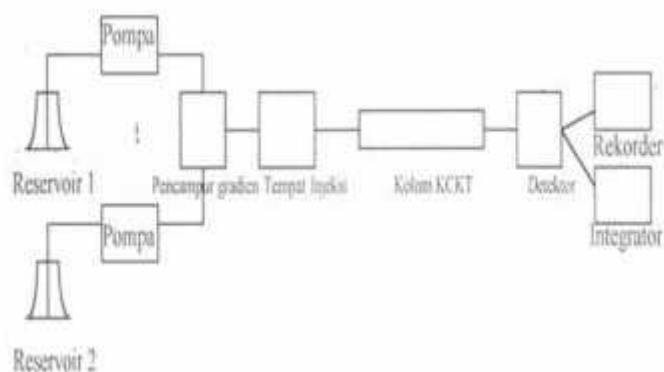 Pompa
Reservoir 1
Pencampur gradien
Tempat Injeksi
Kolom KCKT
Detektor
Rekorder
Integrator
Pompa
Reservoir 2